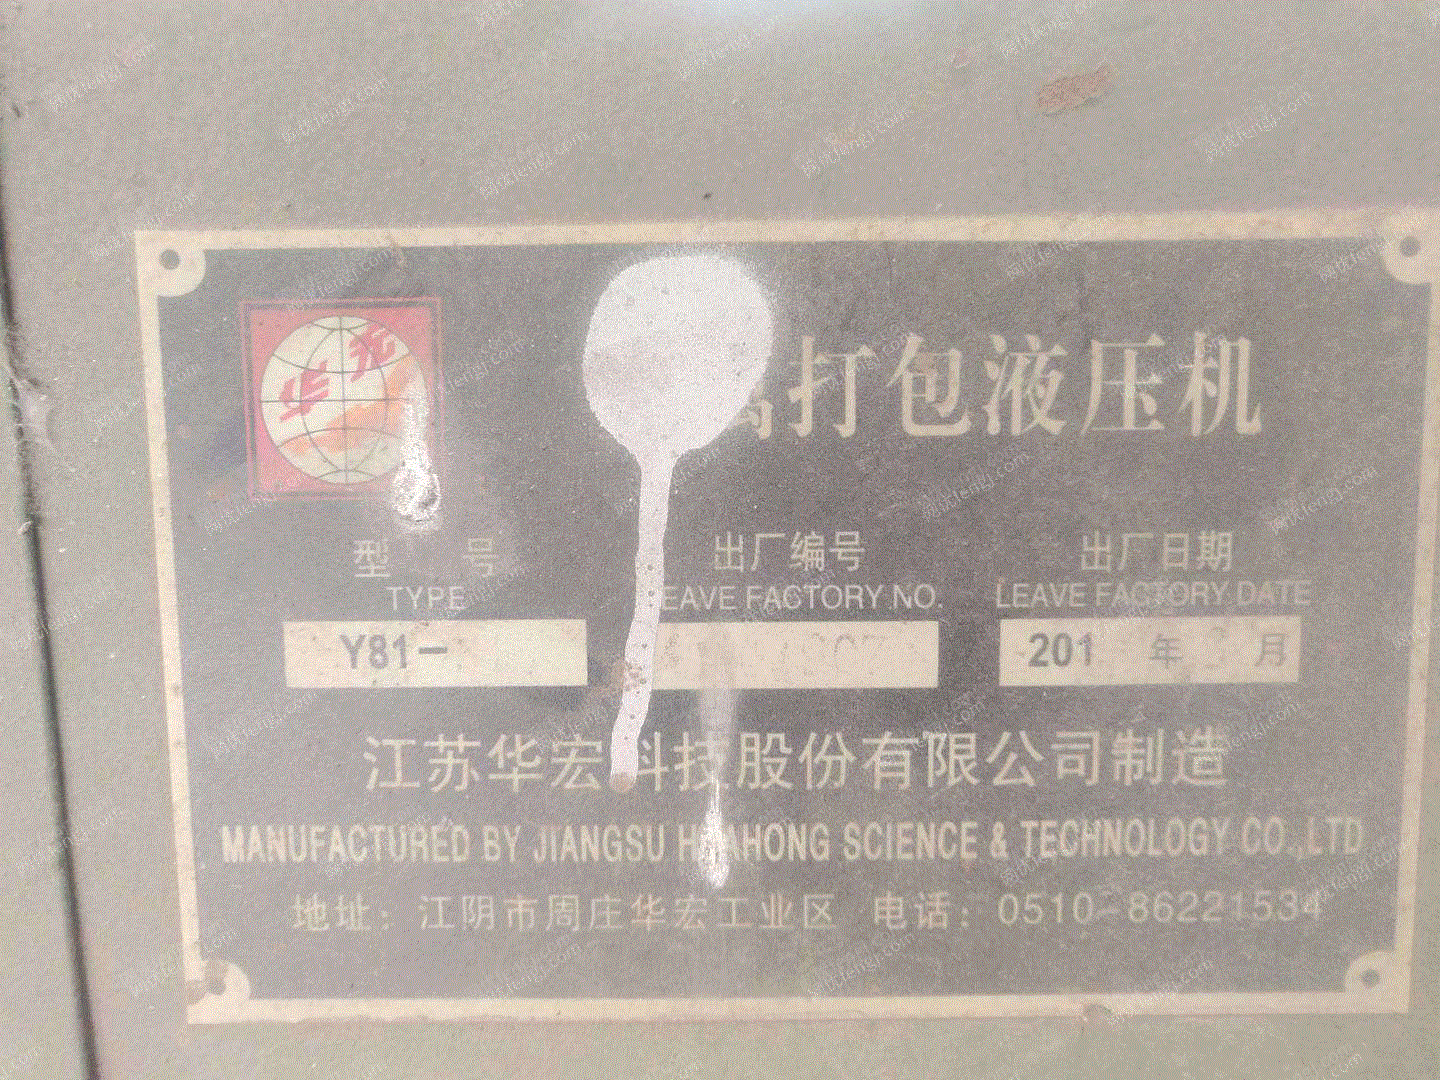 华宏
打包液压机
型 号 出厂编号 出厂日期
TYPE EAVE FACTORY NO. LEAVE FACTORY DATE
Y81- 201 年 月
江苏华宏科技股份有限公司制造
MANUFACTURED BY JIANGSU HUAHONG SCIENCE & TECHNOLOGY CO.,LTD
地址：江阴市周庄华宏工业区 电话：0510-86221534